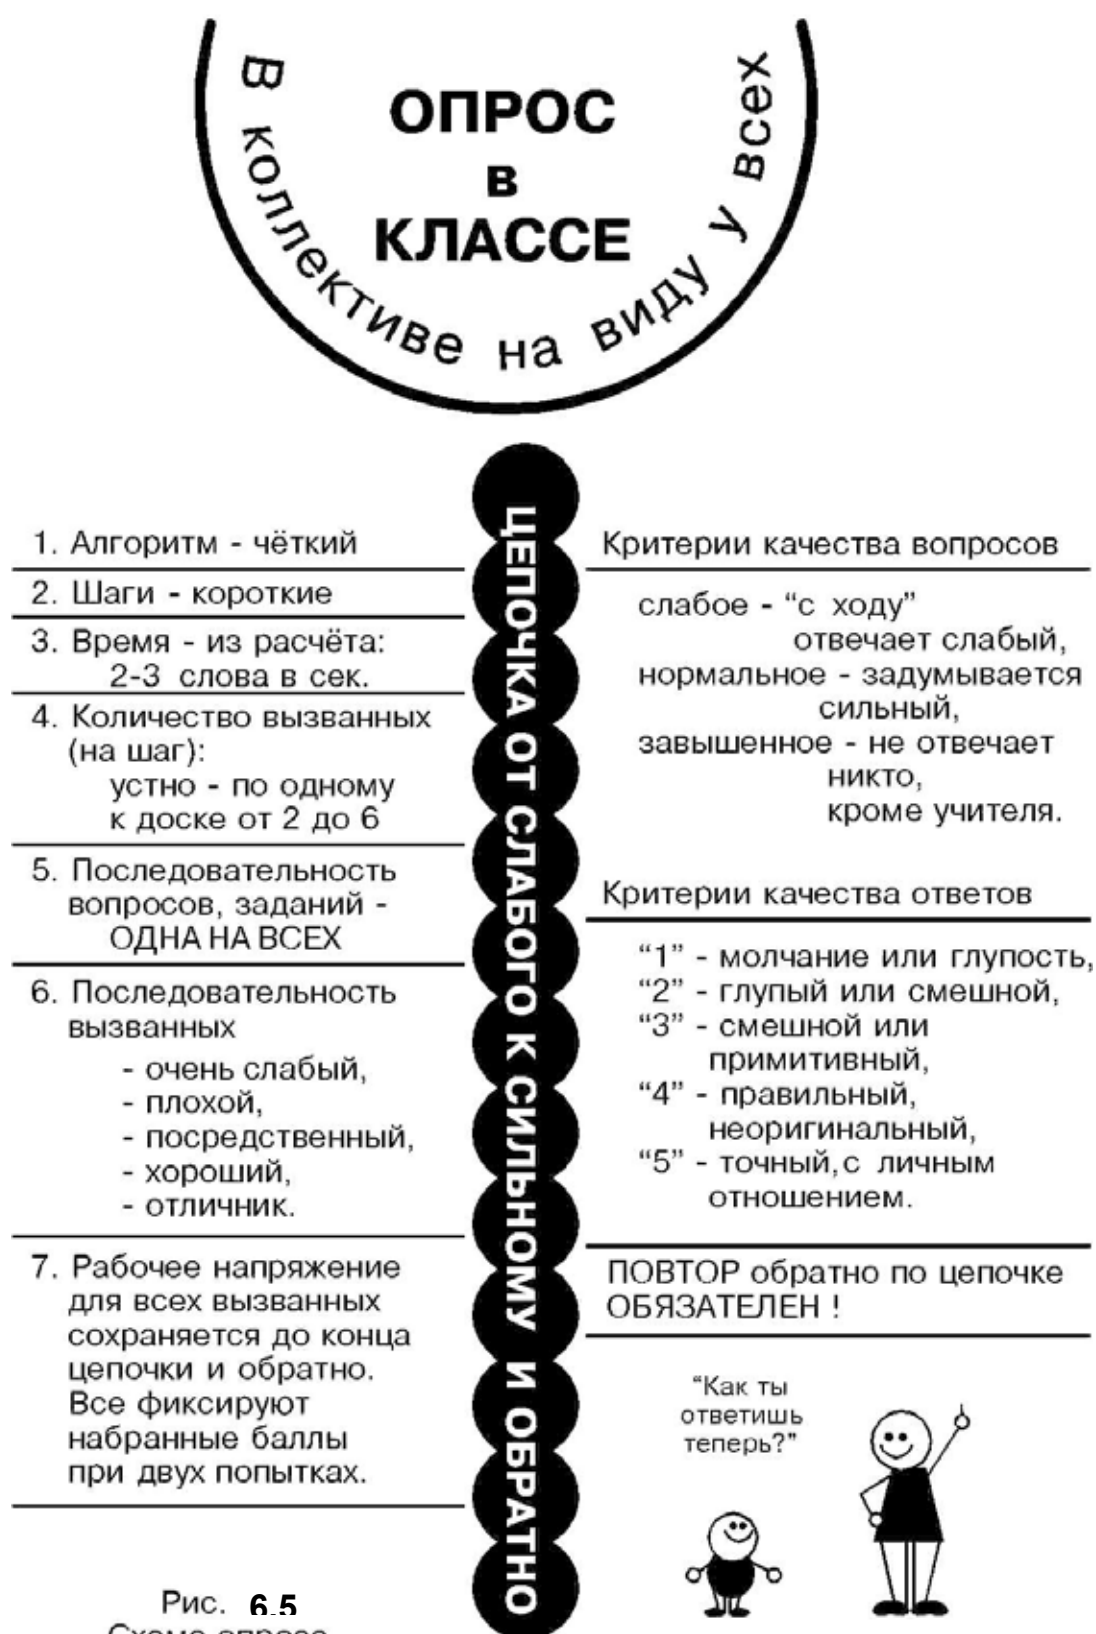 ОПРОС
в
КЛАССЕ
В коллективе на виду у всех
ЦЕПОЧКА ОТ СЛАБОГО К СИЛЬНОМУ И ОБРАТНО
1. Алгоритм - чёткий
2. Шаги - короткие
3. Время - из расчёта:
2-3 слова в сек.
4. Количество вызванных
(на шаг):
устно - по одному
к доске от 2 до 6
5. Последовательность
вопросов, заданий -
ОДНА НА ВСЕХ
6. Последовательность
вызванных
- очень слабый,
- плохой,
- посредственный,
- хороший,
- отличник.
7. Рабочее напряжение
для всех вызванных
сохраняется до конца
цепочки и обратно.
Все фиксируют
набранные баллы
при двух попытках.
Рис. 6.5
Схема опроса
Критерии качества вопросов
слабое - “с ходу”
отвечает слабый,
нормальное - задумывается
сильный,
завышенное - не отвечает
никто,
кроме учителя.
Критерии качества ответов
“1” - молчание или глупость,
“2” - глупый или смешной,
“3” - смешной или
примитивный,
“4” - правильный,
неоригинальный,
“5” - точный, с личным
отношением.
ПОВТОР обратно по цепочке
ОБЯЗАТЕЛЕН !
“Как ты
ответишь
теперь?”